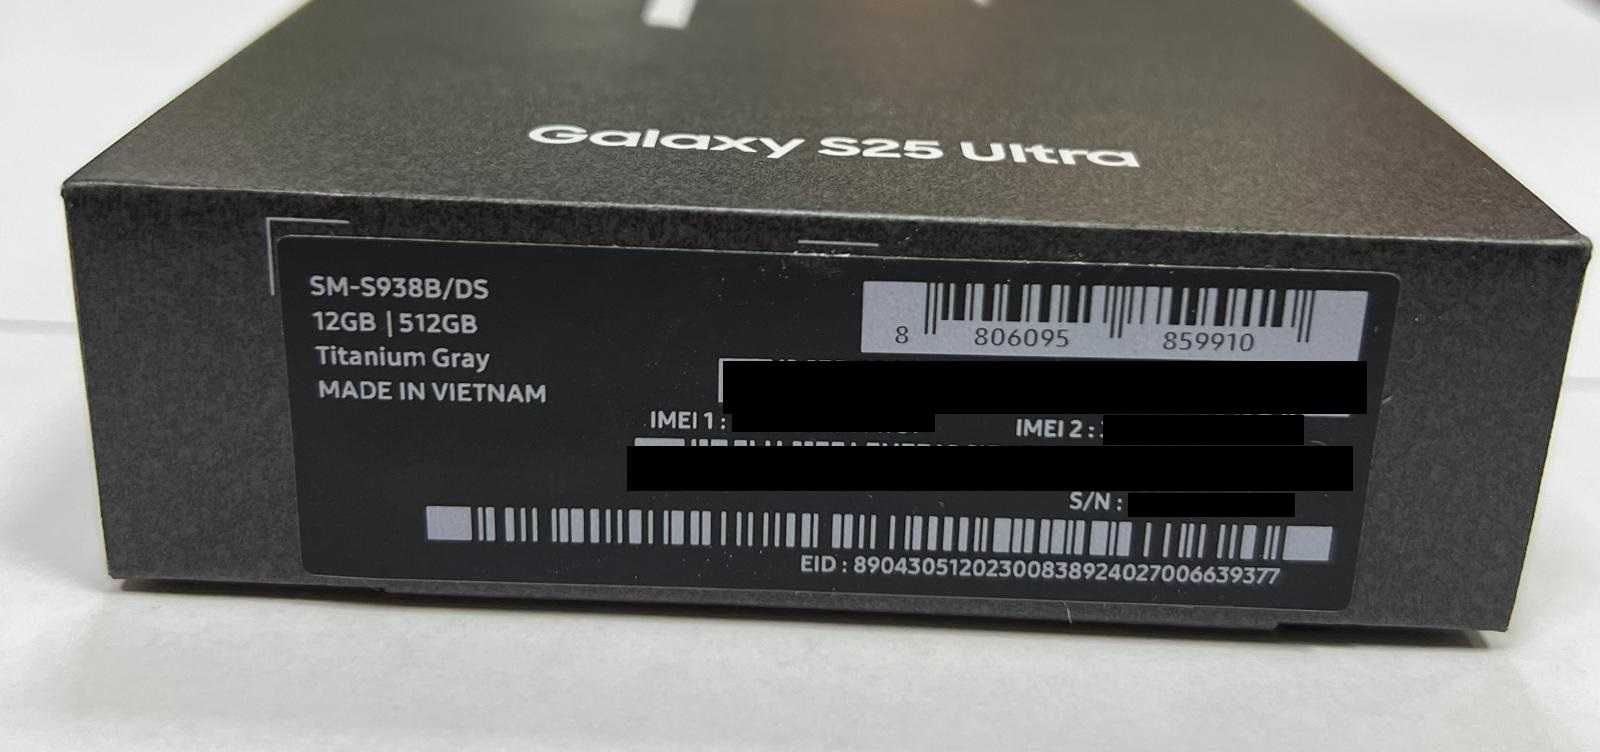 Galaxy S25 Ultra
SM-S938B/DS
12GB | 512GB
Titanium Gray
MADE IN VIETNAM
8 806095 859910
IMEI 1 :
IMEI 2 :
S/N :
EID : 89043051202300838924027006639377